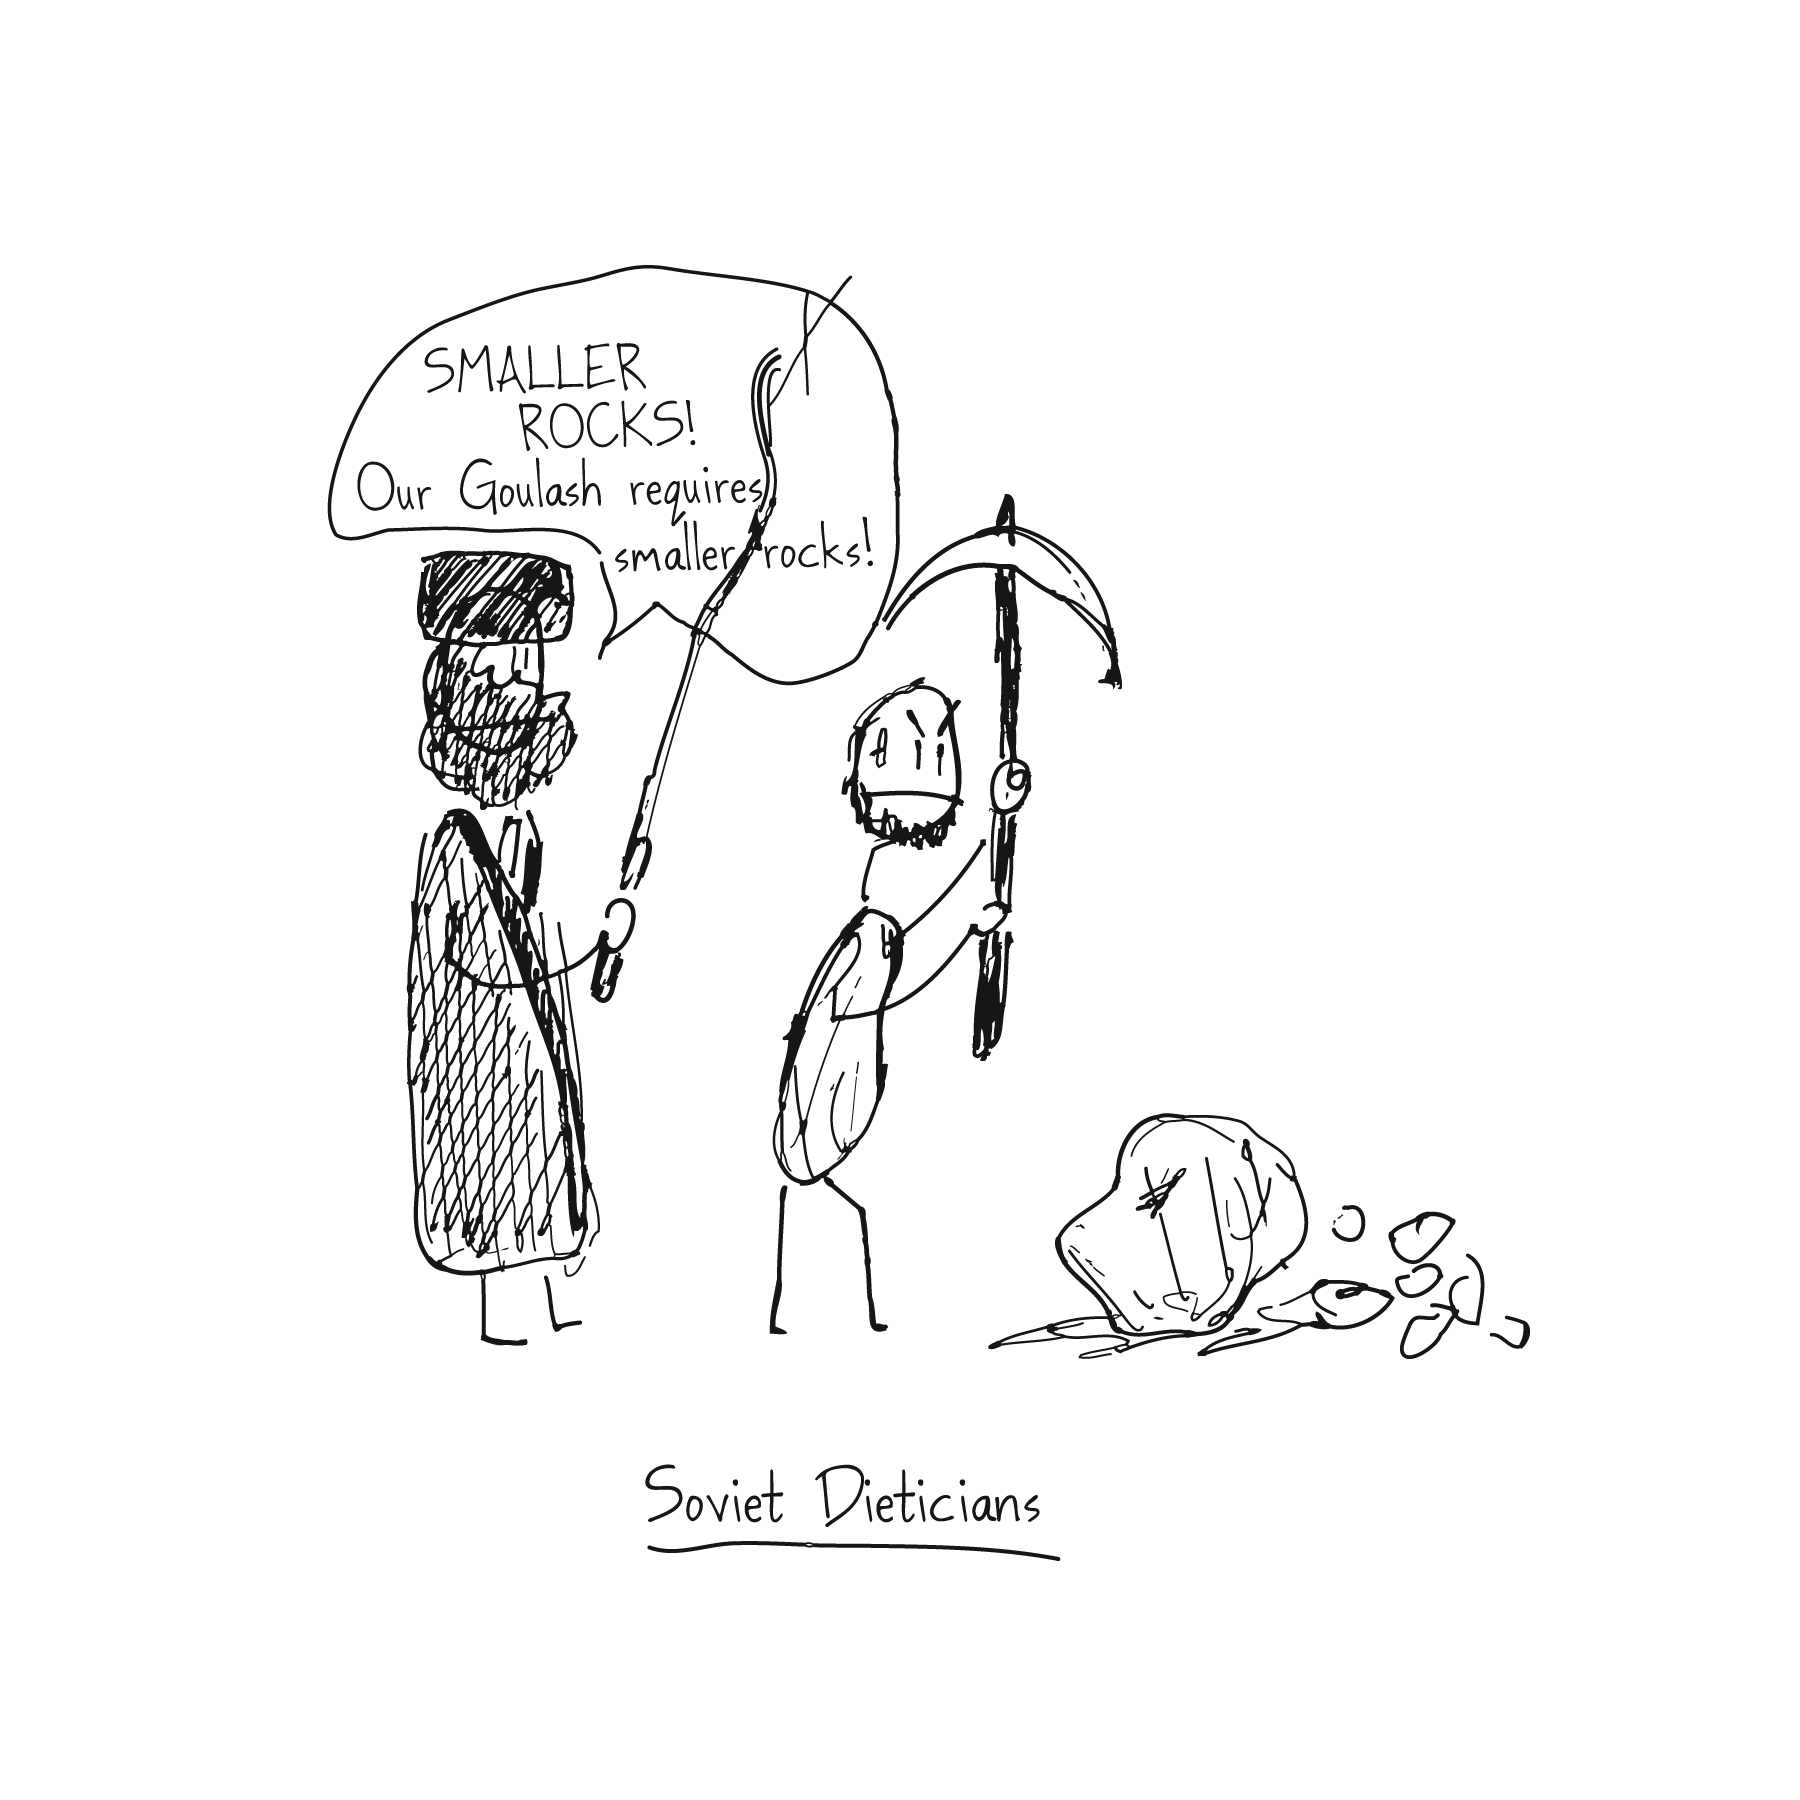 SMALLER
ROCKS!
Our Goulash requires
smaller rocks!
Soviet Dieticians